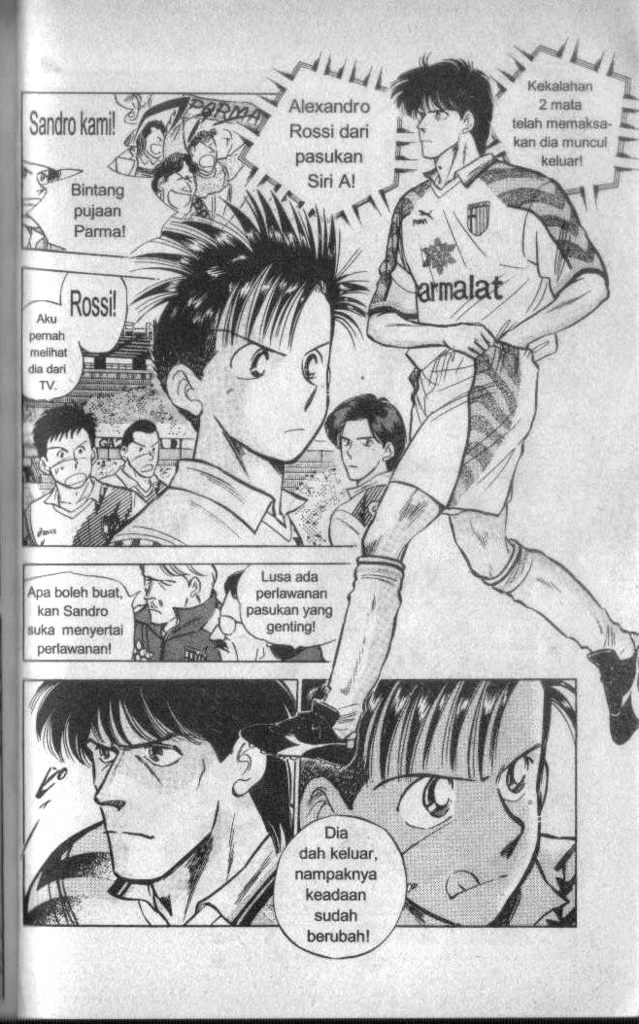 Kekalahan
2 mata
telah memaksa-
kan dia muncul
keluar!
Alexandro
Rossi dari
pasukan
Siri A!
Sandro kami!
PARMA
Bintang
pujaan
Parma!
armalat
Rossi!
Aku
pernah
melihat
dia dari
TV.
Apa boleh buat,
kan Sandro
suka menyertai
perlawanan!
Lusa ada
perlawanan
pasukan yang
genting!
Dia
dah keluar,
nampaknya
keadaan
sudah
berubah!